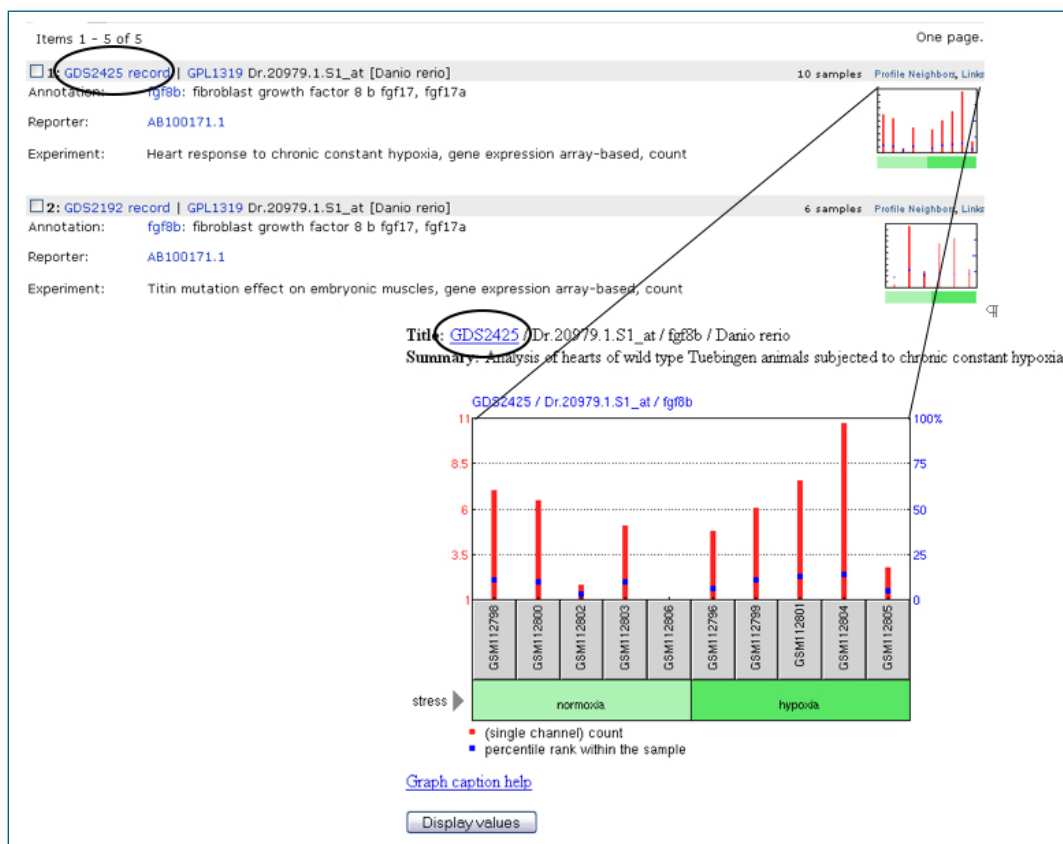 Items 1 - 5 of 5 One page.
1: GDS2425 record | GPL1319 Dr.20979.1.S1_at [Danio rerio] 10 samples Profile Neighbors, Links
Annotation: fgf8b: fibroblast growth factor 8 b fgf17, fgf17a
Reporter: AB100171.1
Experiment: Heart response to chronic constant hypoxia, gene expression array-based, count
2: GDS2192 record | GPL1319 Dr.20979.1.S1_at [Danio rerio] 6 samples Profile Neighbors, Links
Annotation: fgf8b: fibroblast growth factor 8 b fgf17, fgf17a
Reporter: AB100171.1
Experiment: Titin mutation effect on embryonic muscles, gene expression array-based, count
¶
Title: GDS2425 / Dr.20979.1.S1_at / fgf8b / Danio rerio
Summary: Analysis of hearts of wild type Tuebingen animals subjected to chronic constant hypoxia
GDS2425 / Dr.20979.1.S1_at / fgf8b
11 100%
8.5 75
6 50
3.5 25
1 0
GSM112798 GSM112800 GSM112802 GSM112803 GSM112806 GSM112796 GSM112799 GSM112801 GSM112804 GSM112805
stress normoxia hypoxia
(single channel) count
percentile rank within the sample
Graph caption help
Display values